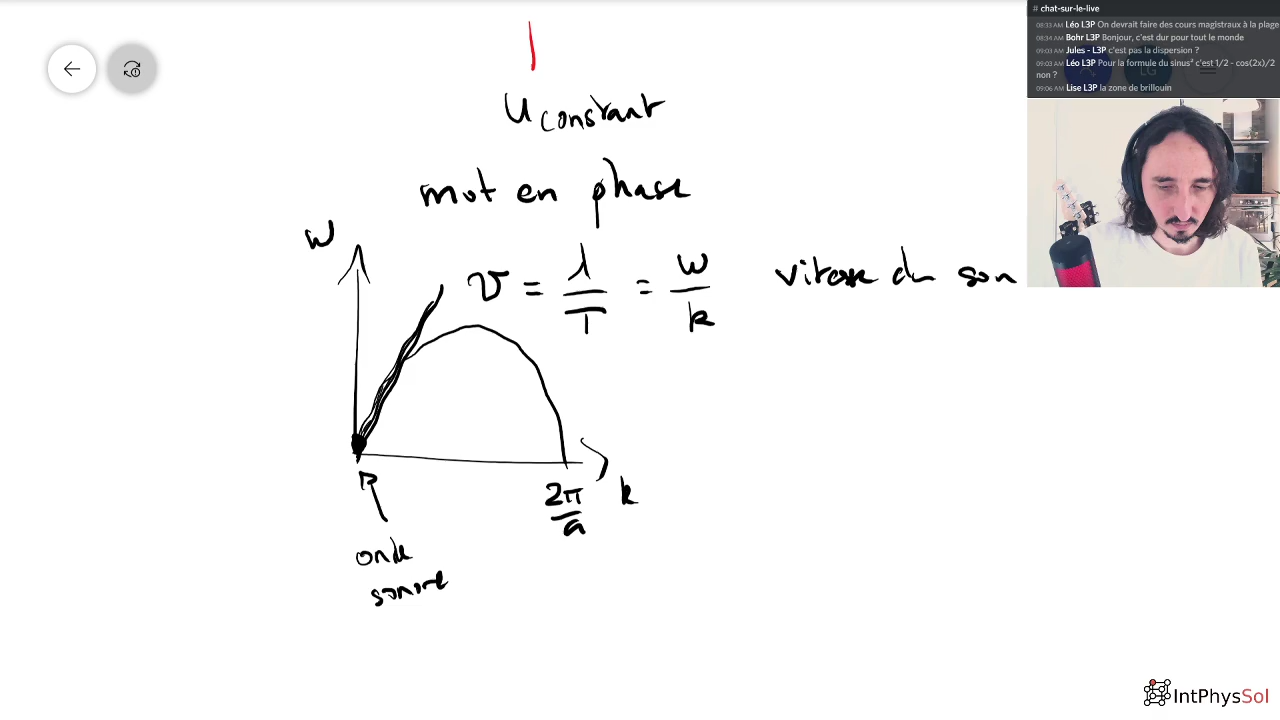 # chat-sur-le-live
08:33 AM Léo L3P On devrait faire des cours magistraux à la plage
08:34 AM Bohr L3P Bonjour, c'est dur pour tout le monde
09:03 AM Jules - L3P c'est pas la dispersion ?
09:03 AM Léo L3P Pour la formule du sinus² c'est 1/2 - cos(2x)/2
non ?
09:06 AM Lise L3P la zone de brillouin
LG
u constant
mvt en phase
ω
v = λ/T = ω/k vitesse du son
2π/a k
onde
sonore
IntPhysSol